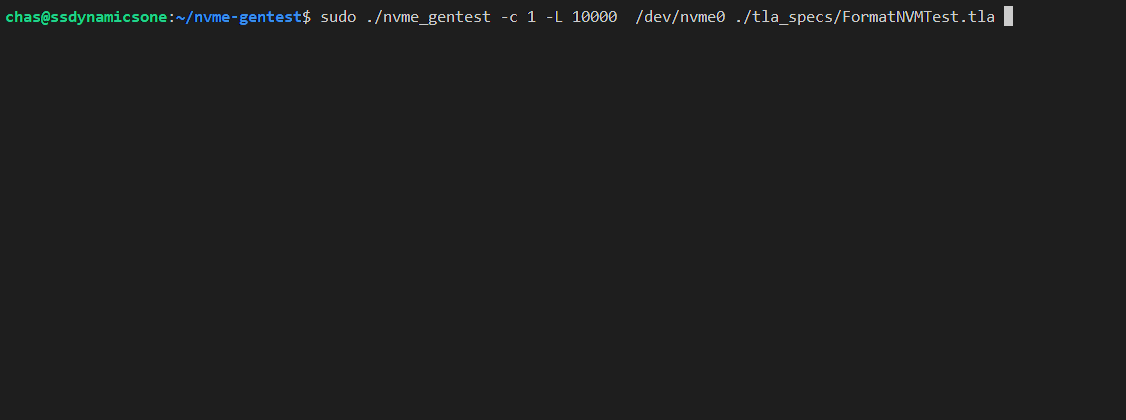 chas@ssdynamicsone:~/nvme-gentest$ sudo ./nvme_gentest -c 1 -L 10000  /dev/nvme0 ./tla_specs/FormatNVMTest.tla